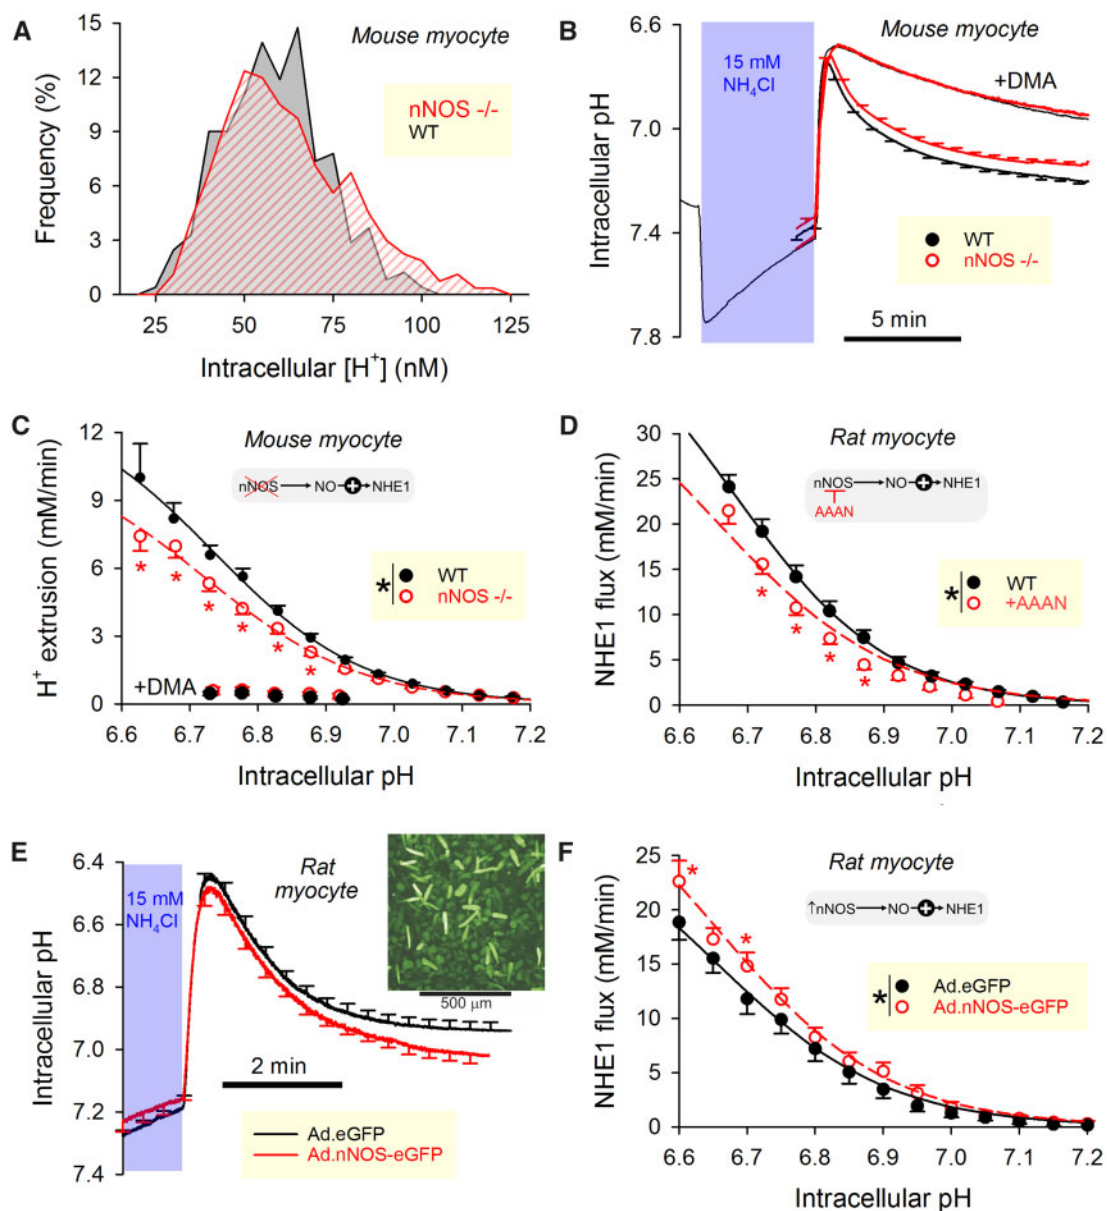 A
Mouse myocyte
nNOS -/-
WT
Frequency (%)
15
12
9
6
3
0
25
50
75
100
125
Intracellular [H⁺] (nM)
B
Mouse myocyte
15 mM
NH₄Cl
+DMA
WT
nNOS -/-
5 min
Intracellular pH
6.6
7.0
7.4
7.8
C
Mouse myocyte
nNOS NO + NHE1
* WT
nNOS -/-
* * * * * *
+DMA
H⁺ extrusion (mM/min)
12
9
6
3
0
6.6 6.7 6.8 6.9 7.0 7.1 7.2
Intracellular pH
D
Rat myocyte
nNOS NO + NHE1
AAAN
* WT
+AAAN
* * * *
NHE1 flux (mM/min)
30
25
20
15
10
5
0
6.6 6.7 6.8 6.9 7.0 7.1 7.2
Intracellular pH
E
Rat
myocyte
15 mM
NH₄Cl
500 µm
2 min
Ad.eGFP
Ad.nNOS-eGFP
Intracellular pH
6.4
6.6
6.8
7.0
7.2
7.4
F
Rat myocyte
↑nNOS NO + NHE1
* Ad.eGFP
Ad.nNOS-eGFP
* *
NHE1 flux (mM/min)
25
20
15
10
5
0
6.6 6.7 6.8 6.9 7.0 7.1 7.2
Intracellular pH